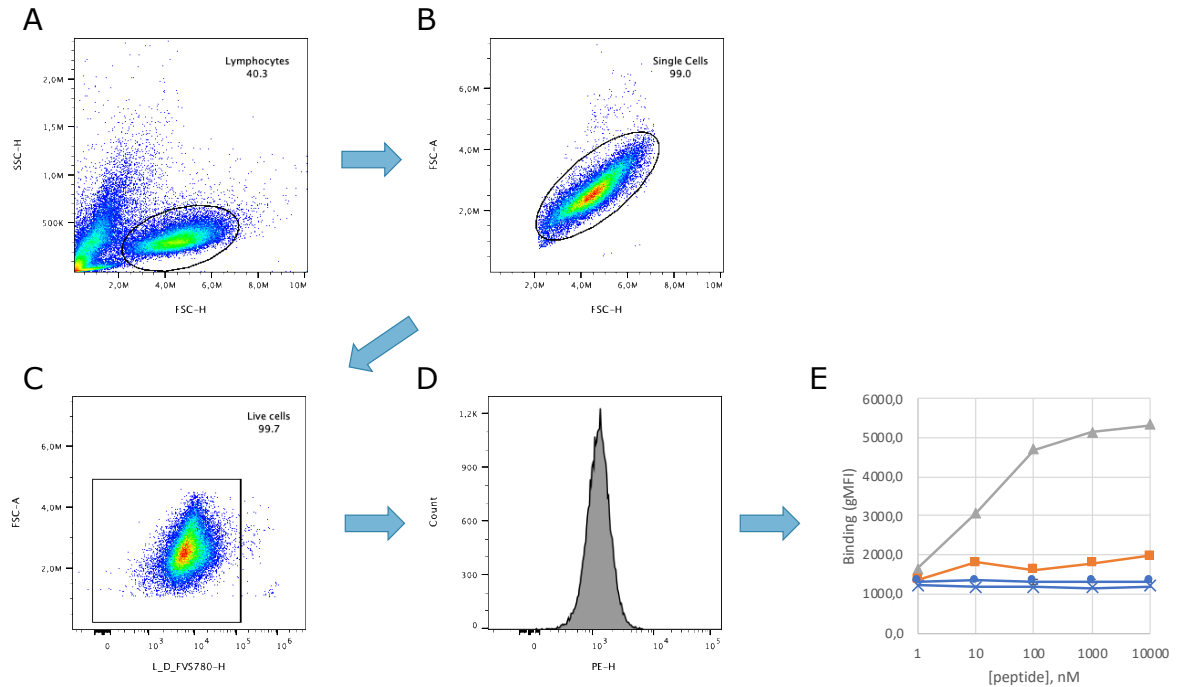 A
Lymphocytes
40.3
2,0M
1,5M
1,0M
500K
SSC-H
2,0M 4,0M 6,0M 8,0M 10M
FSC-H
B
Single Cells
99.0
6,0M
4,0M
2,0M
FSC-A
2,0M 4,0M 6,0M 8,0M 10M
FSC-H
C
Live cells
99.7
6,0M
4,0M
2,0M
FSC-A
0 10³ 10⁴ 10⁵ 10⁶
L_D_FVS780-H
D
1,2K
900
600
300
0
Count
0 10³ 10⁴ 10⁵
PE-H
E
6000,0
5000,0
4000,0
3000,0
2000,0
1000,0
0,0
Binding (gMFI)
1 10 100 1000 10000
[peptide], nM